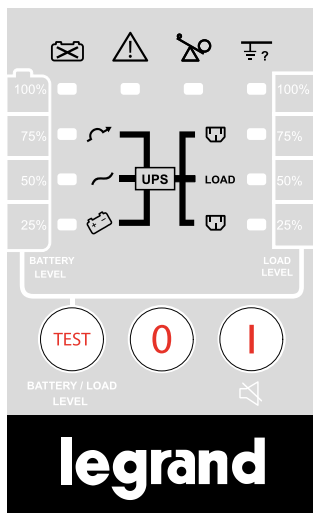 ?
100% 100%
75% 75%
50% UPS LOAD 50%
25% 25%
BATTERY
LEVEL
LOAD
LEVEL
TEST 0 I
BATTERY / LOAD
LEVEL
legrand